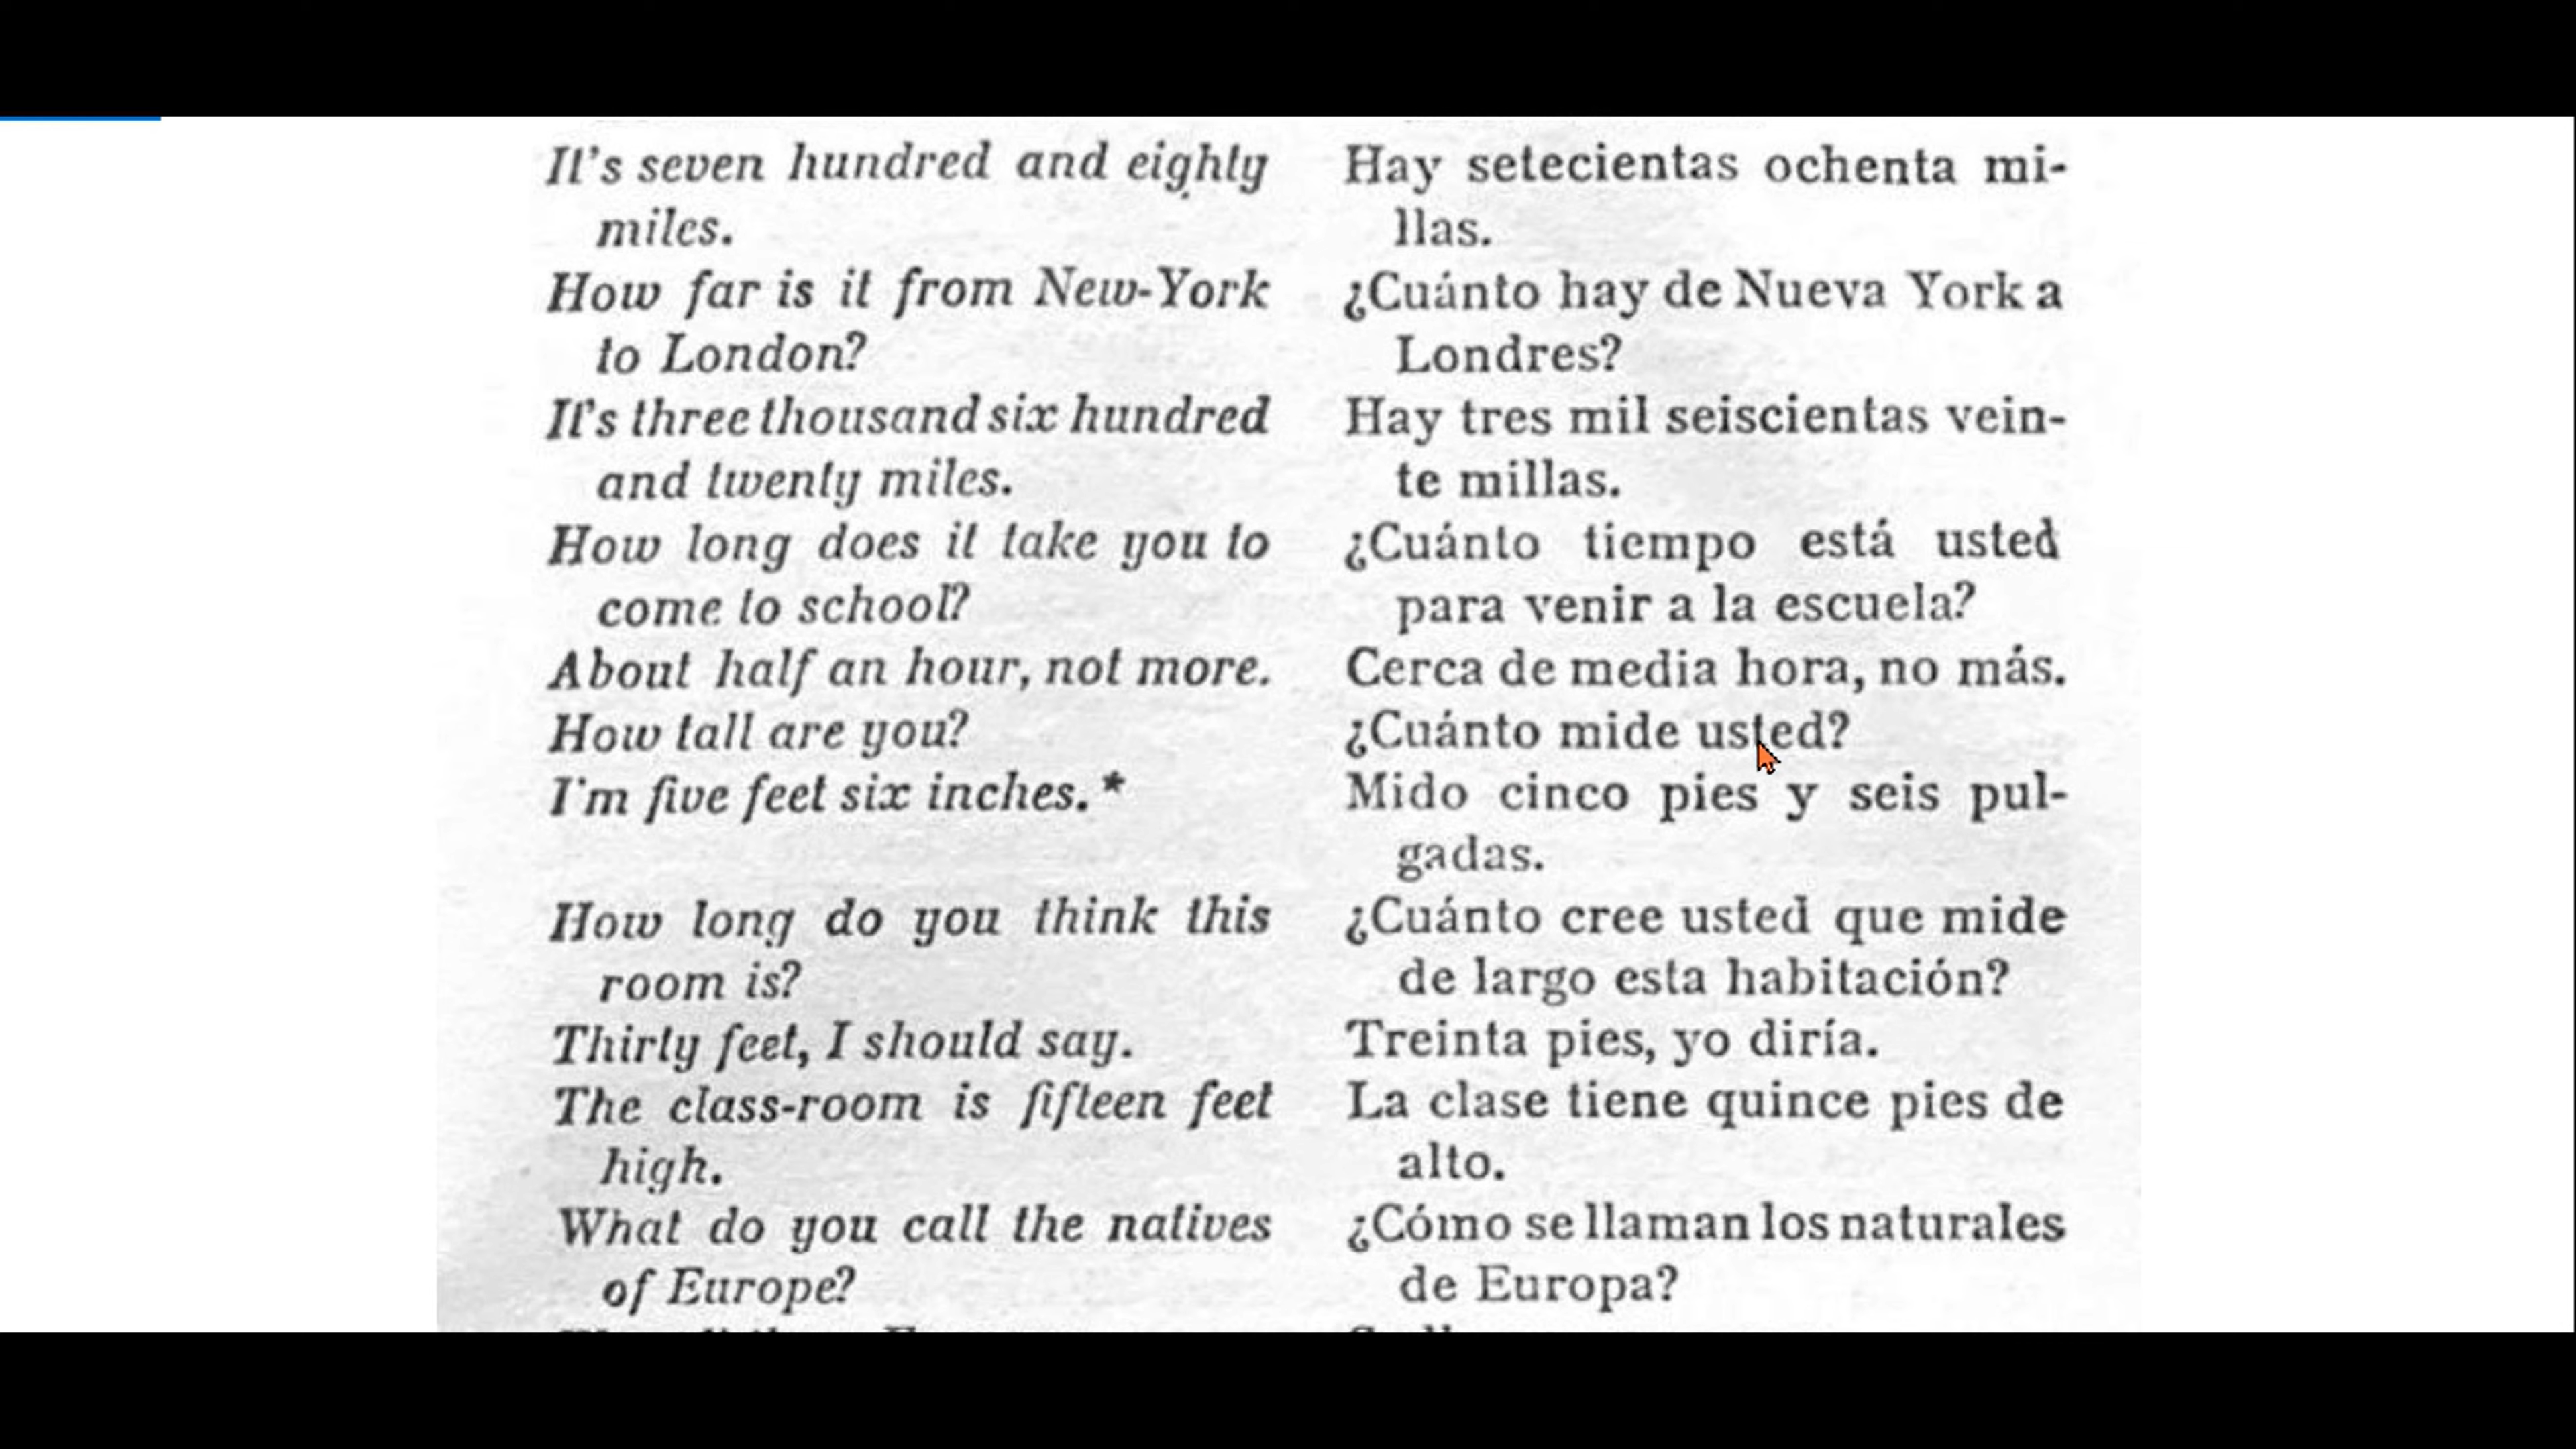 It's seven hundred and eighty
miles.
How far is it from New-York
to London?
It's three thousand six hundred
and twenty miles.
How long does it take you to
come to school?
About half an hour, not more.
How tall are you?
I'm five feet six inches.*
How long do you think this
room is?
Thirty feet, I should say.
The class-room is fifteen feet
high.
What do you call the natives
of Europe?
Hay setecientas ochenta mi-
llas.
¿Cuánto hay de Nueva York a
Londres?
Hay tres mil seiscientas vein-
te millas.
¿Cuánto tiempo está usted
para venir a la escuela?
Cerca de media hora, no más.
¿Cuánto mide usted?
Mido cinco pies y seis pul-
gadas.
¿Cuánto cree usted que mide
de largo esta habitación?
Treinta pies, yo diría.
La clase tiene quince pies de
alto.
¿Cómo se llaman los naturales
de Europa?